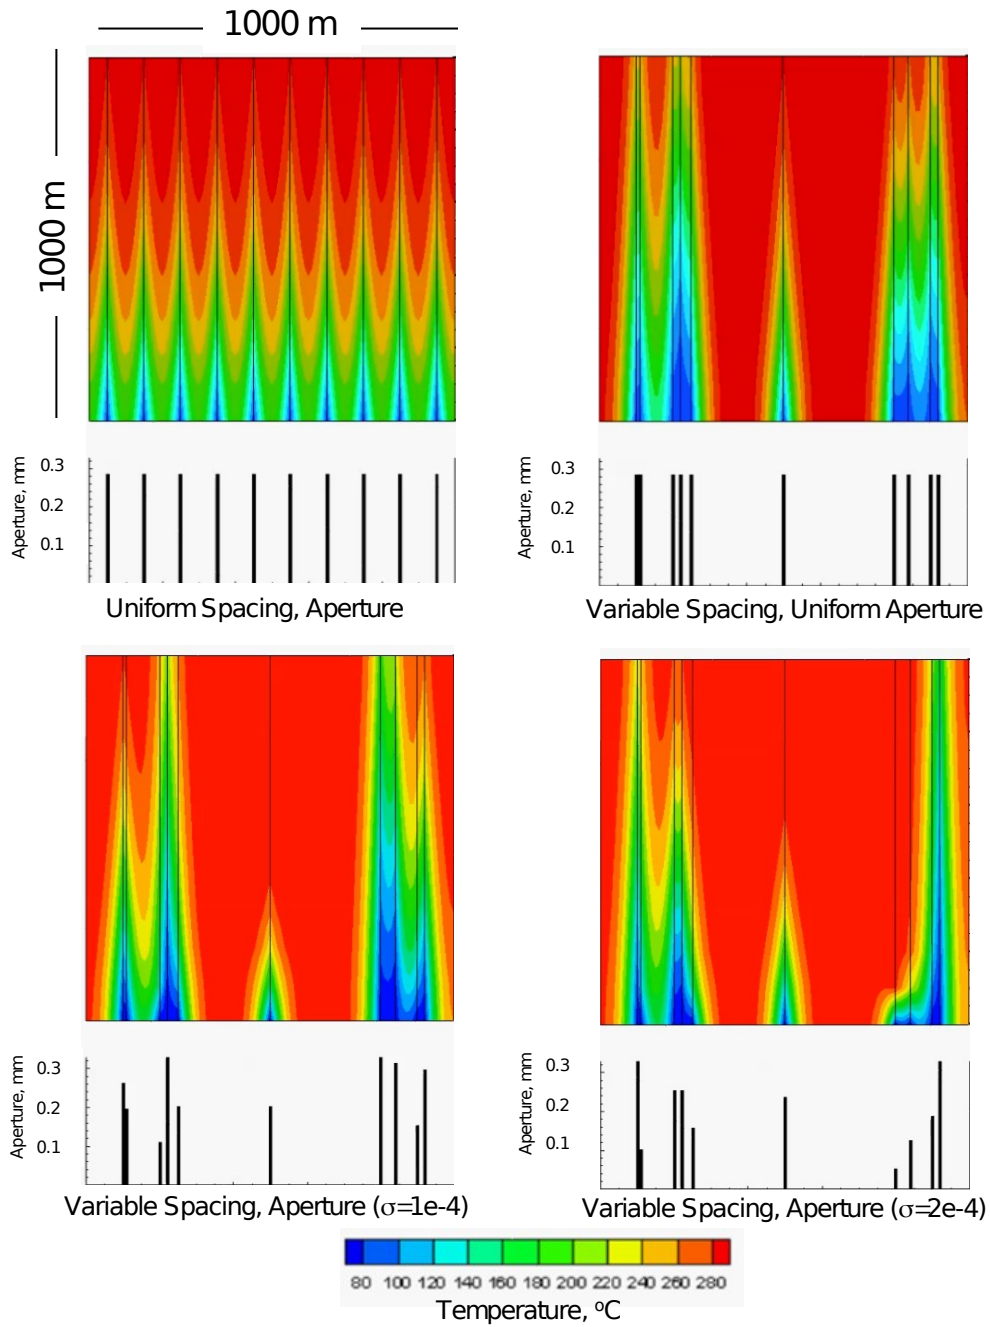 1000 m
1000 m
Aperture, mm
0.3
0.2
0.1
Uniform Spacing, Aperture
Aperture, mm
0.3
0.2
0.1
Variable Spacing, Uniform Aperture
Aperture, mm
0.3
0.2
0.1
Variable Spacing, Aperture (σ=1e-4)
Aperture, mm
0.3
0.2
0.1
Variable Spacing, Aperture (σ=2e-4)
80 100 120 140 160 180 200 220 240 260 280
Temperature, °C